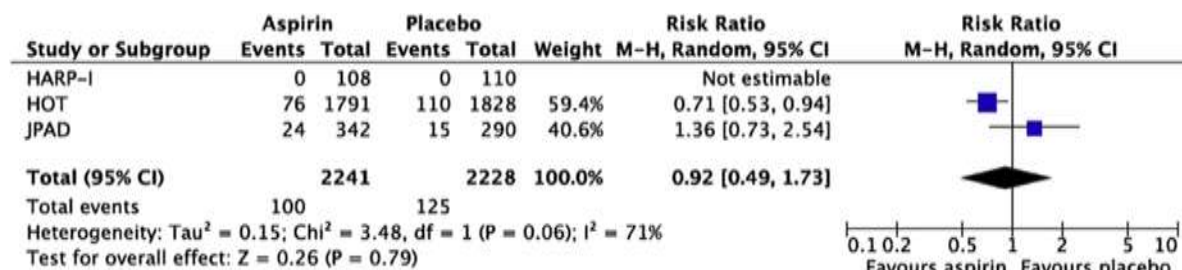 Aspirin Placebo Risk Ratio Risk Ratio
Study or Subgroup Events Total Events Total Weight M-H, Random, 95% CI M-H, Random, 95% CI
HARP-I 0 108 0 110 Not estimable
HOT 76 1791 110 1828 59.4% 0.71 [0.53, 0.94]
JPAD 24 342 15 290 40.6% 1.36 [0.73, 2.54]
Total (95% CI) 2241 2228 100.0% 0.92 [0.49, 1.73]
Total events 100 125
Heterogeneity: Tau² = 0.15; Chi² = 3.48, df = 1 (P = 0.06); I² = 71%
Test for overall effect: Z = 0.26 (P = 0.79)
0.1 0.2 0.5 1 2 5 10
Favours aspirin Favours placebo